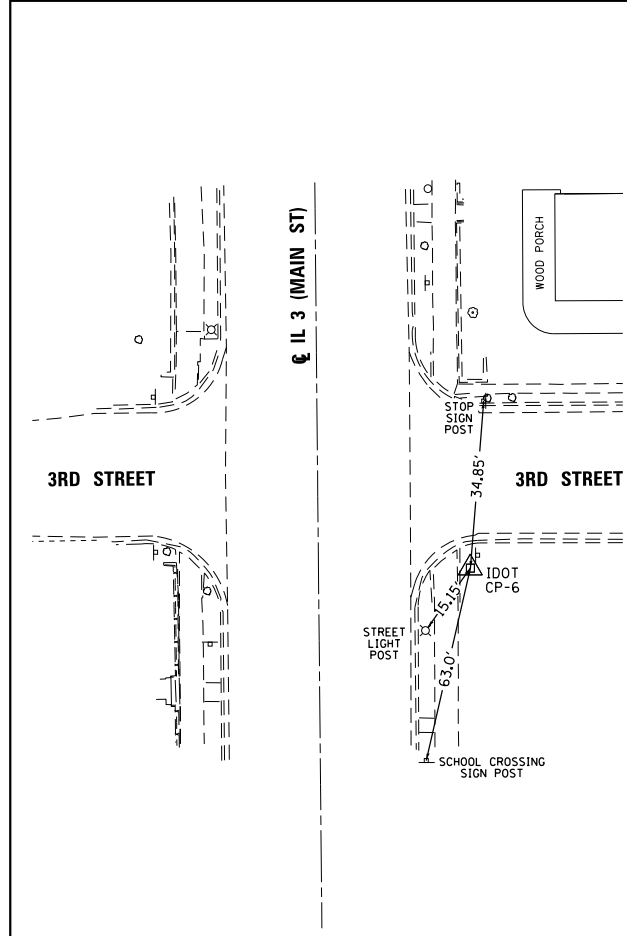 ℄ IL 3 (MAIN ST)
WOOD PORCH
STOP
SIGN
POST
3RD STREET
34.85'
3RD STREET
IDOT
CP-6
15.15'
STREET
LIGHT
POST
63.0'
SCHOOL CROSSING
SIGN POST